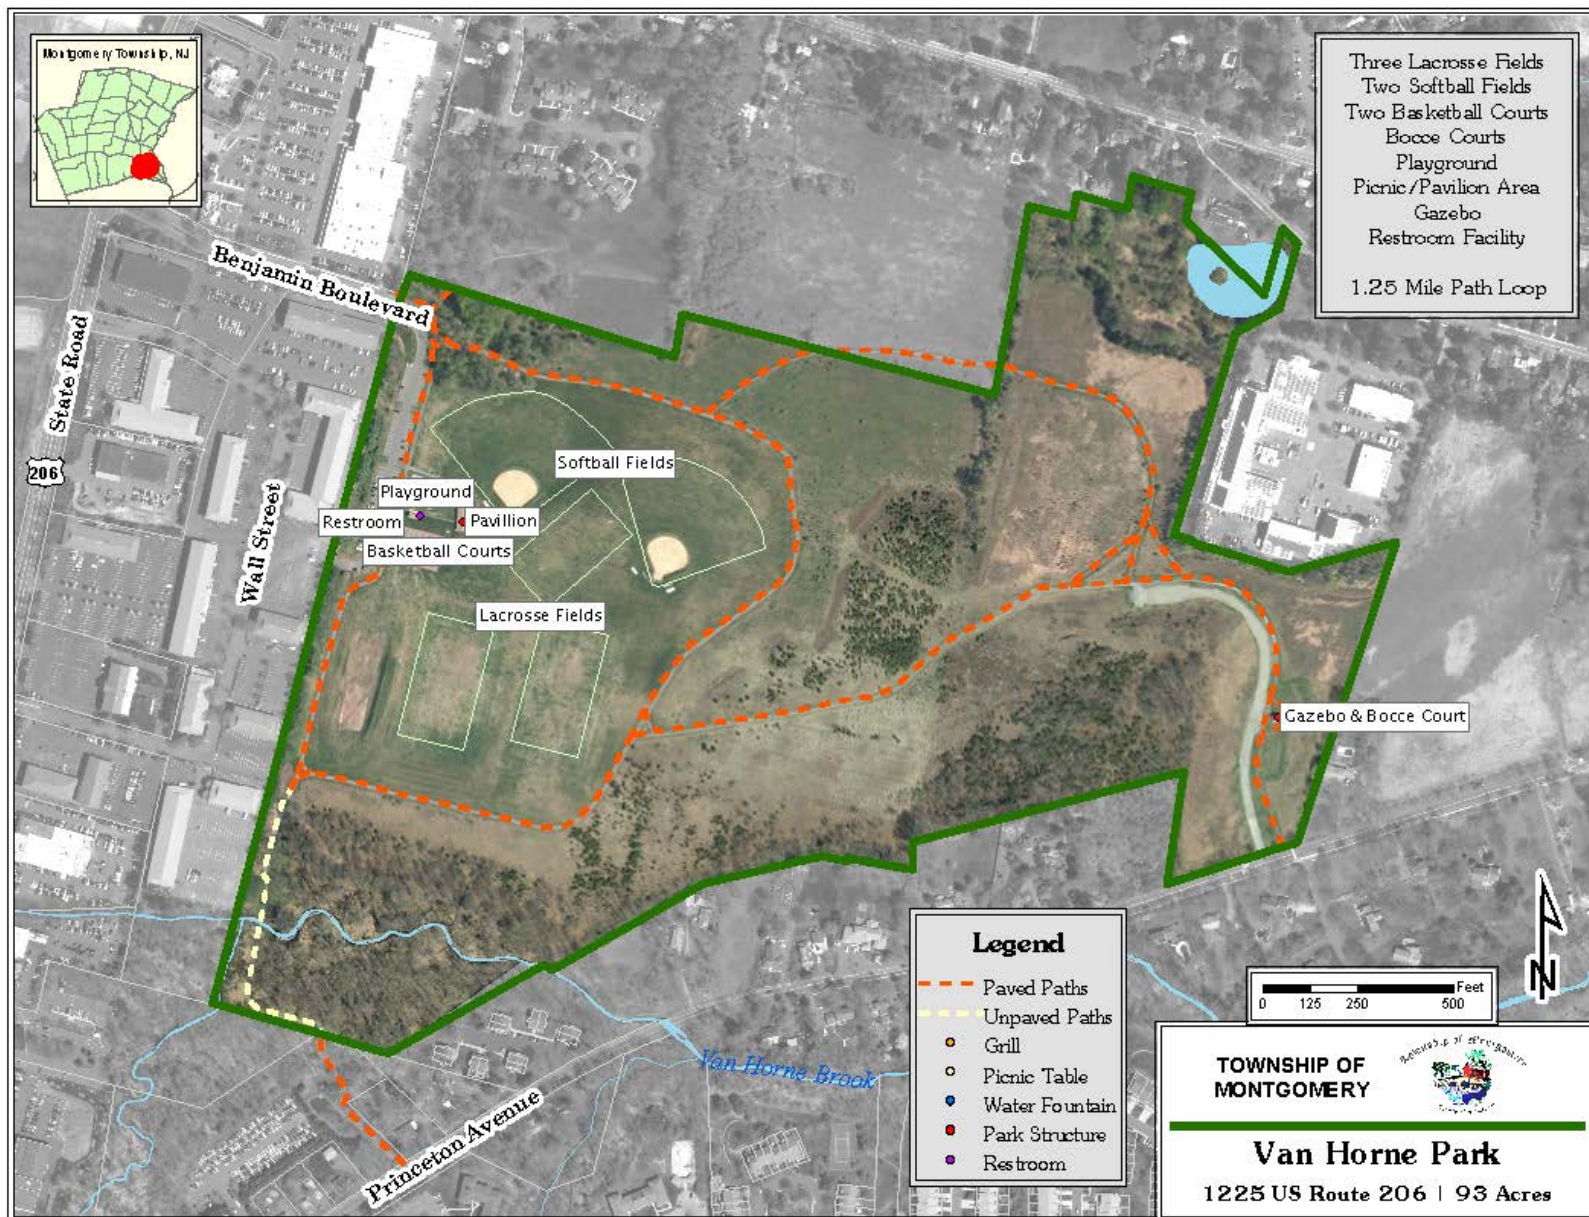 Montgomery Township, NJ
Three Lacrosse Fields
Two Softball Fields
Two Basketball Courts
Bocce Courts
Playground
Picnic/Pavilion Area
Gazebo
Restroom Facility
1.25 Mile Path Loop
Benjamin Boulevard
State Road
206
Wall Street
Softball Fields
Playground
Restroom
Pavillion
Basketball Courts
Lacrosse Fields
Gazebo & Bocce Court
Van Horne Brook
Princeton Avenue
Legend
Paved Paths
Unpaved Paths
Grill
Picnic Table
Water Fountain
Park Structure
Restroom
N
Feet
0 125 250 500
TOWNSHIP OF
MONTGOMERY
Township of Montgomery
Van Horne Park
1225 US Route 206 | 93 Acres